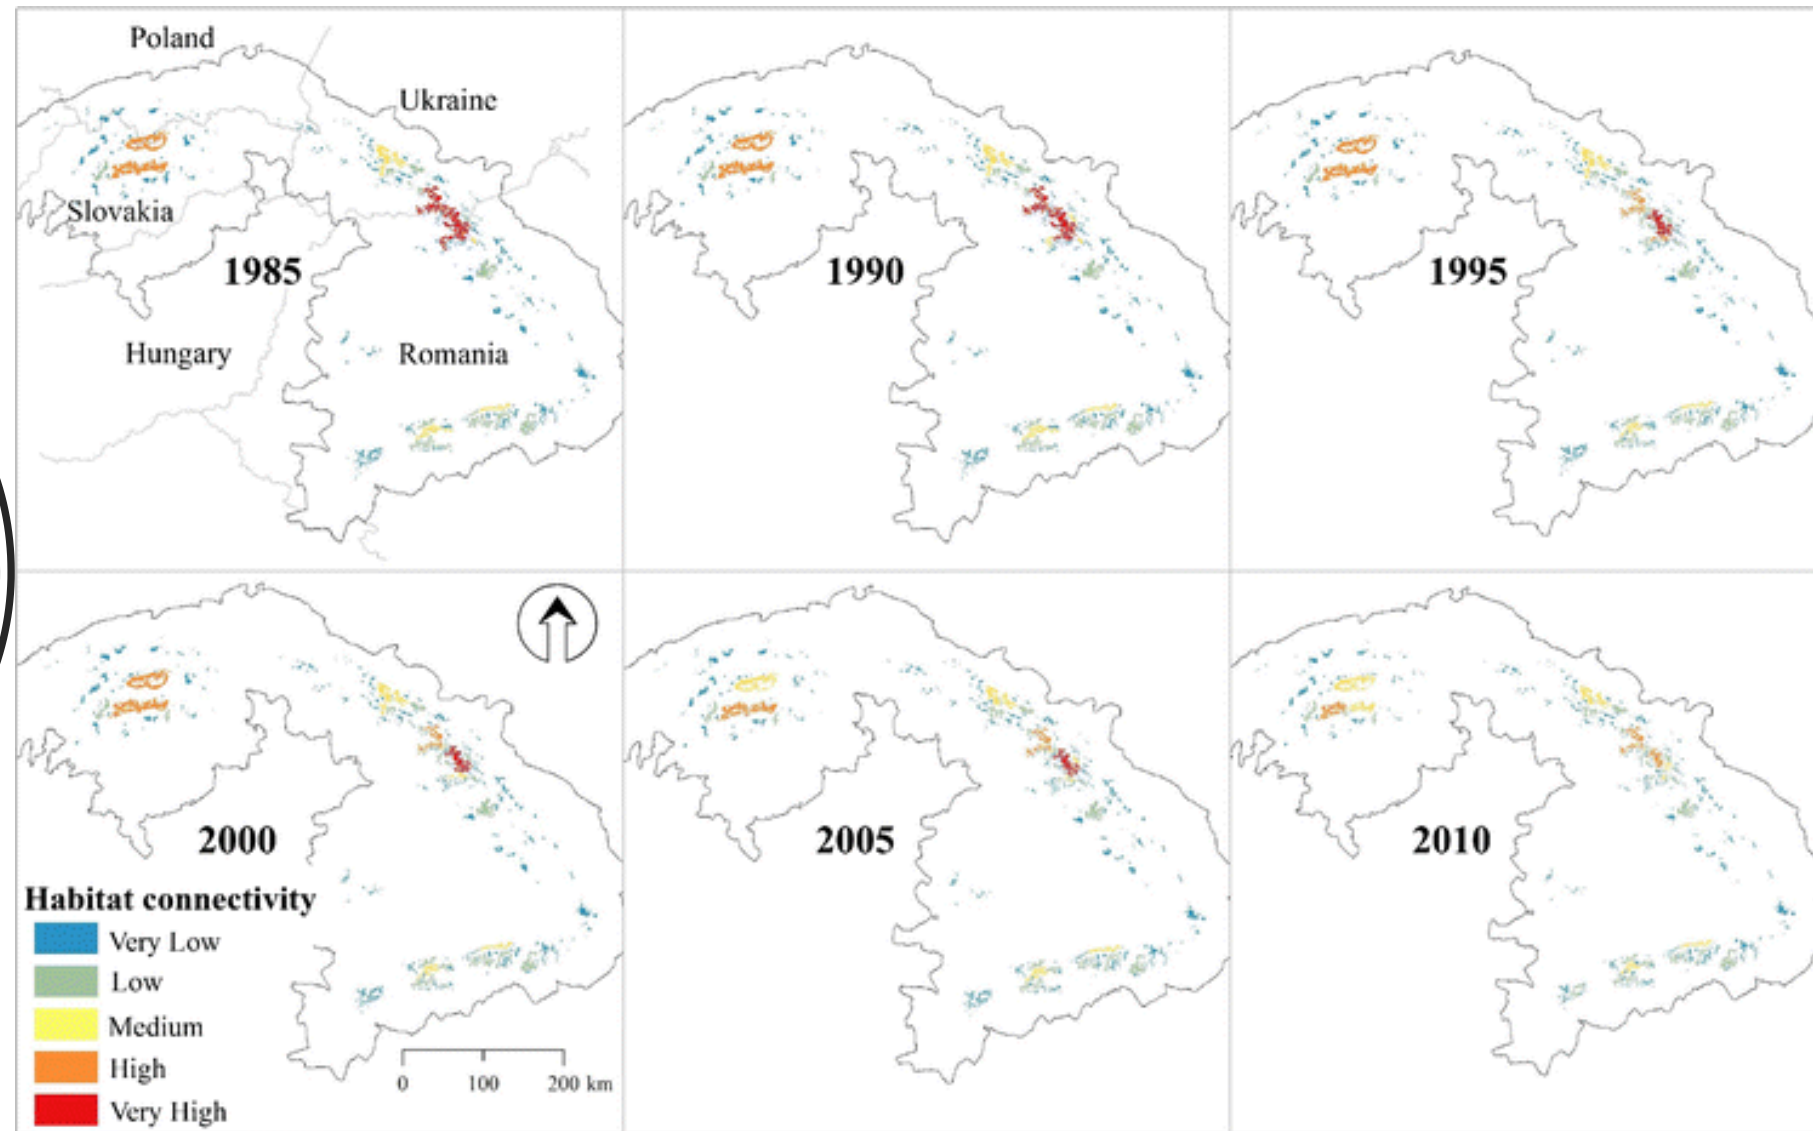 Poland
Ukraine
Slovakia
1985
Hungary
Romania
1990
1995
2000
Habitat connectivity
Very Low
Low
Medium
High
Very High
0 100 200 km
2005
2010